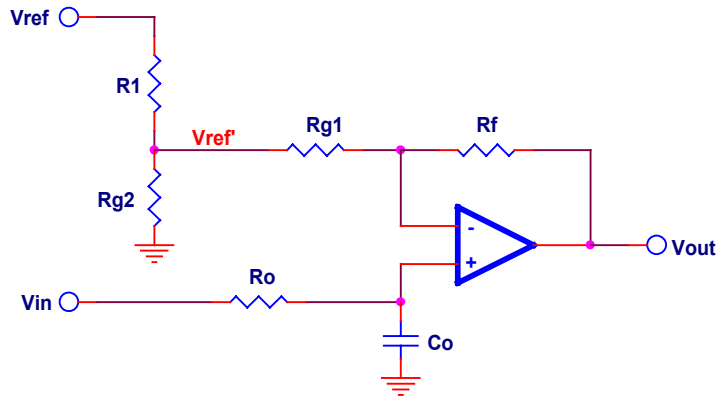 Vref
R1
Vref'
Rg1
Rf
Rg2
-
+
Vout
Vin
Ro
Co